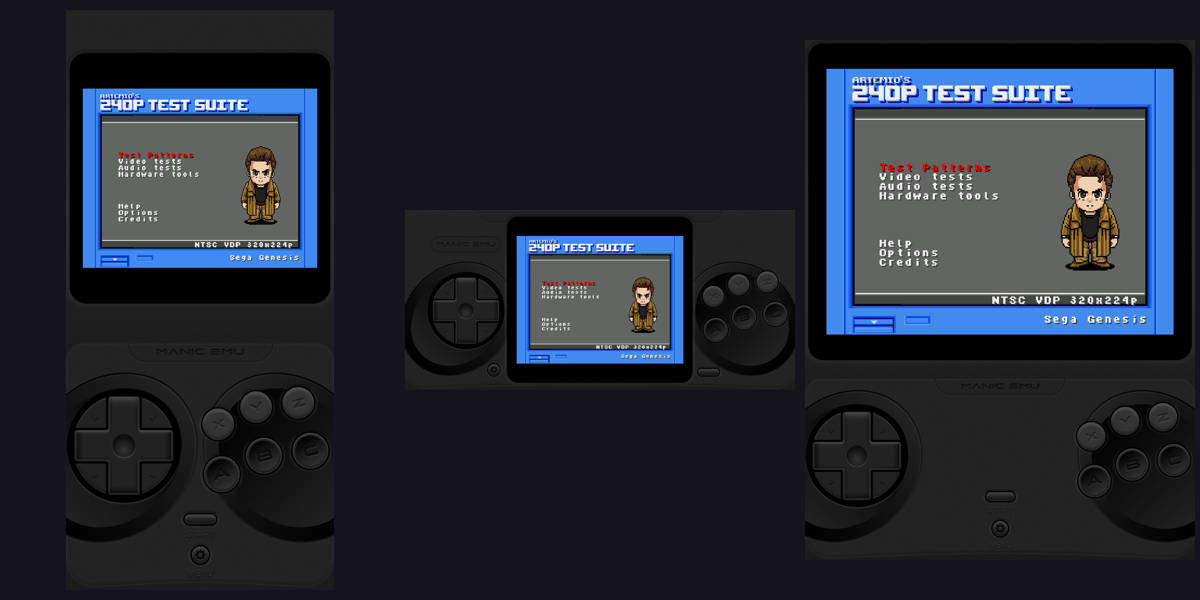 ARTEMIO'S
240P TEST SUITE
Test Patterns
Video tests
Audio tests
Hardware tools
Help
Options
Credits
NTSC VDP 320x224p
Sega Genesis
MANIC EMU
X
Y
Z
A
B
C
MANIC EMU
ARTEMIO'S
240P TEST SUITE
Test Patterns
Video tests
Audio tests
Hardware tools
Help
Options
Credits
NTSC VDP 320x224p
Sega Genesis
X
Y
Z
A
B
C
ARTEMIO'S
240P TEST SUITE
Test Patterns
Video tests
Audio tests
Hardware tools
Help
Options
Credits
NTSC VDP 320x224p
Sega Genesis
MANIC EMU
X
Y
Z
A
B
C